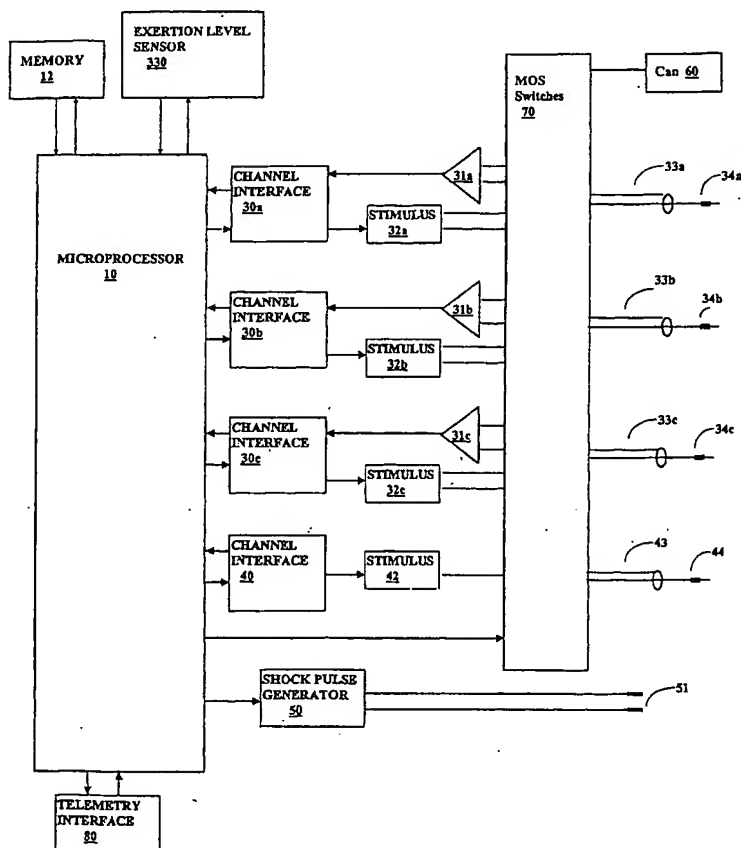 EXERTION LEVEL
SENSOR
330
MEMORY
12
MOS
Switches
70
Can 60
CHANNEL
INTERFACE
30a
31a
STIMULUS
32a
33a
34a
MICROPROCESSOR
10
CHANNEL
INTERFACE
30b
31b
STIMULUS
32b
33b
34b
CHANNEL
INTERFACE
30c
31c
STIMULUS
32c
33c
34c
CHANNEL
INTERFACE
40
STIMULUS
42
43
44
SHOCK PULSE
GENERATOR
50
51
TELEMETRY
INTERFACE
80